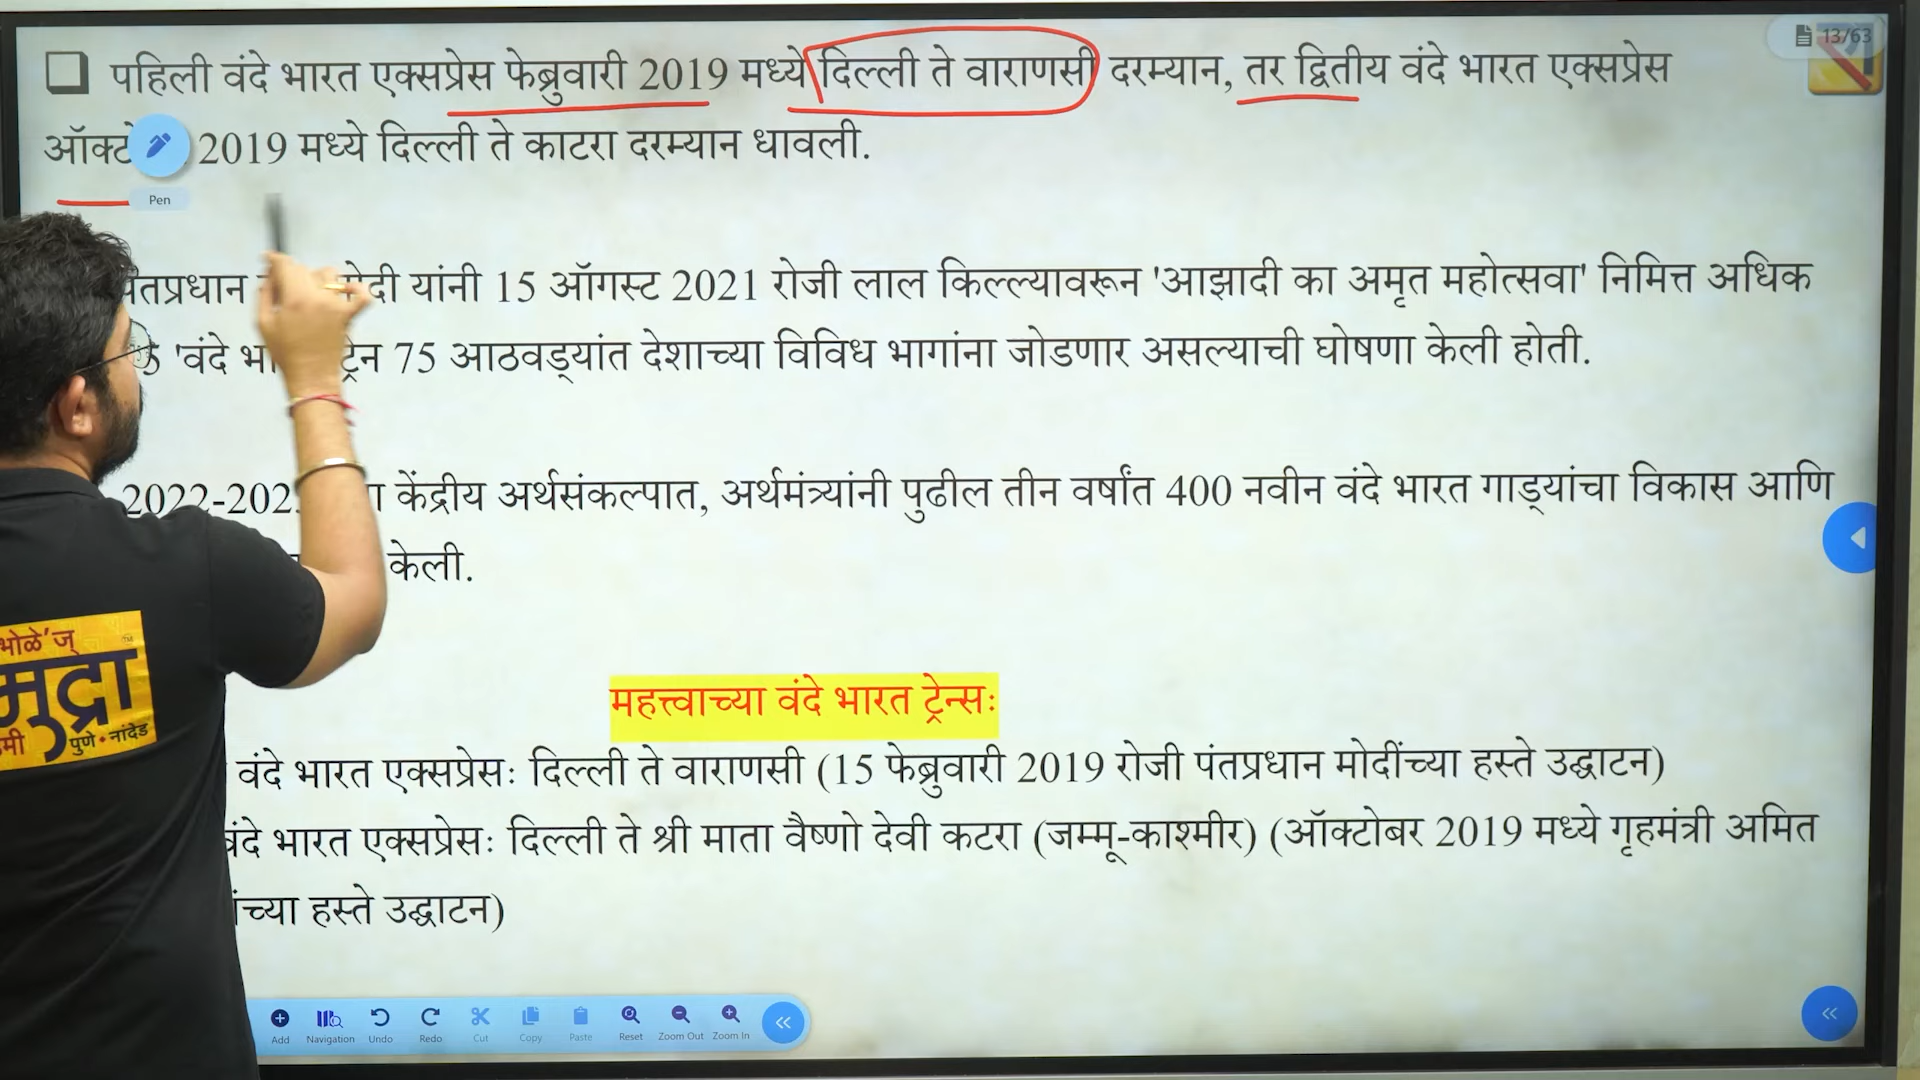 पहिली वंदे भारत एक्सप्रेस फेब्रुवारी 2019 मध्ये दिल्ली ते वाराणसी दरम्यान, तर द्वितीय वंदे भारत एक्सप्रेस
2019 मध्ये दिल्ली ते काटरा दरम्यान धावली.
पंतप्रधान यांनी 15 ऑगस्ट 2021 रोजी लाल किल्ल्यावरून 'आझादी का अमृत महोत्सवा' निमित्त अधिक
'वंदे ट्रेन 75 आठवड्यांत देशाच्या विविध भागांना जोडणार असल्याची घोषणा केली होती.
केंद्रीय अर्थसंकल्पात, अर्थमंत्र्यांनी पुढील तीन वर्षांत 400 नवीन वंदे भारत गाड्यांचा विकास आणि
केली.
महत्त्वाच्या वंदे भारत ट्रेन्सः
वंदे भारत एक्सप्रेसः दिल्ली ते वाराणसी (15 फेब्रुवारी 2019 रोजी पंतप्रधान मोदींच्या हस्ते उद्घाटन)
वंदे भारत एक्सप्रेसः दिल्ली ते श्री माता वैष्णो देवी कटरा (जम्मू-काश्मीर) (ऑक्टोबर 2019 मध्ये गृहमंत्री अमित
हस्ते उद्घाटन)
13/63
Pen
भोळे'ज्
मुद्रा
पुणे • नांदेड
Add Navigation Undo Redo Cut Copy Paste Reset Zoom Out Zoom In